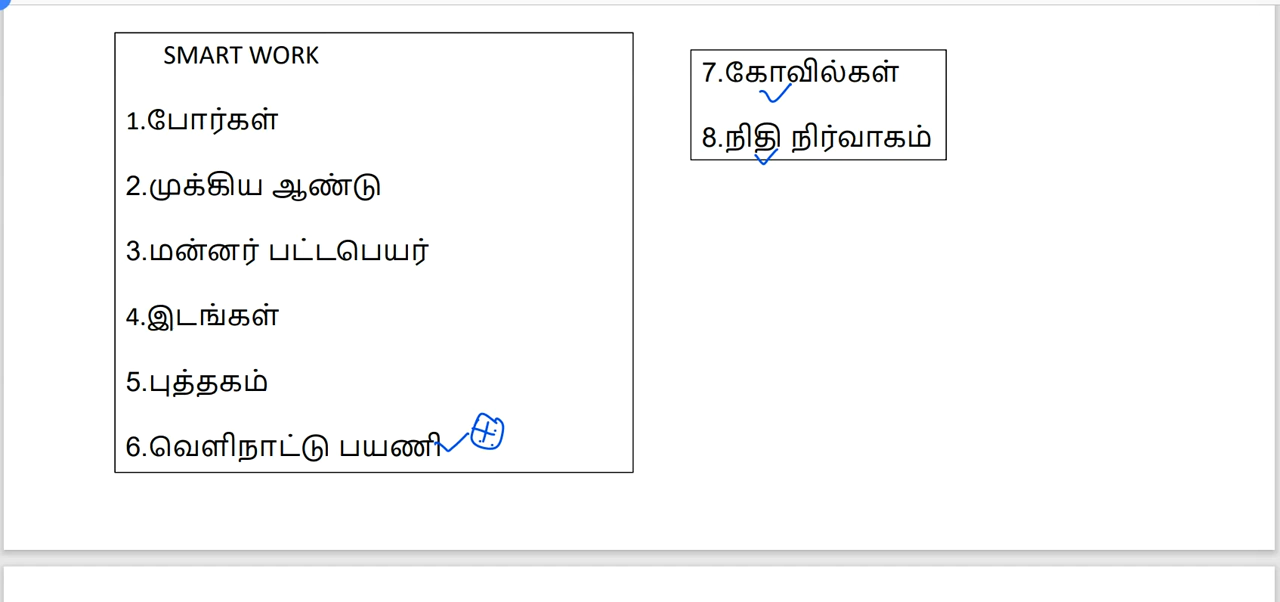 SMART WORK
1.போர்கள்
2.முக்கிய ஆண்டு
3.மன்னர் பட்டபெயர்
4.இடங்கள்
5.புத்தகம்
6.வெளிநாட்டு பயணி
7.கோவில்கள்
8.நிதி நிர்வாகம்